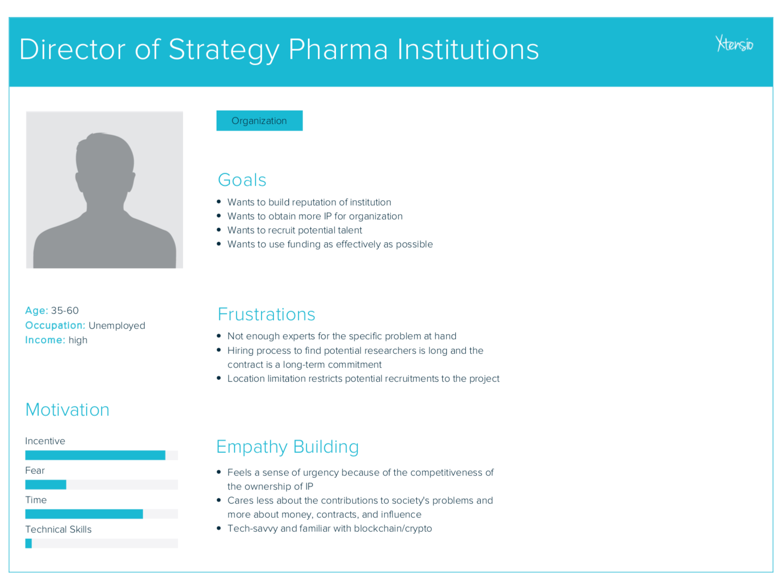 Director of Strategy Pharma Institutions
Xtensio
Organization
Goals
Wants to build reputation of institution
Wants to obtain more IP for organization
Wants to recruit potential talent
Wants to use funding as effectively as possible
Age: 35-60
Occupation: Unemployed
Income: high
Frustrations
Not enough experts for the specific problem at hand
Hiring process to find potential researchers is long and the
contract is a long-term commitment
Location limitation restricts potential recruitments to the project
Motivation
Incentive
Fear
Time
Technical Skills
Empathy Building
Feels a sense of urgency because of the competitiveness of
the ownership of IP
Cares less about the contributions to society's problems and
more about money, contracts, and influence
Tech-savvy and familiar with blockchain/crypto